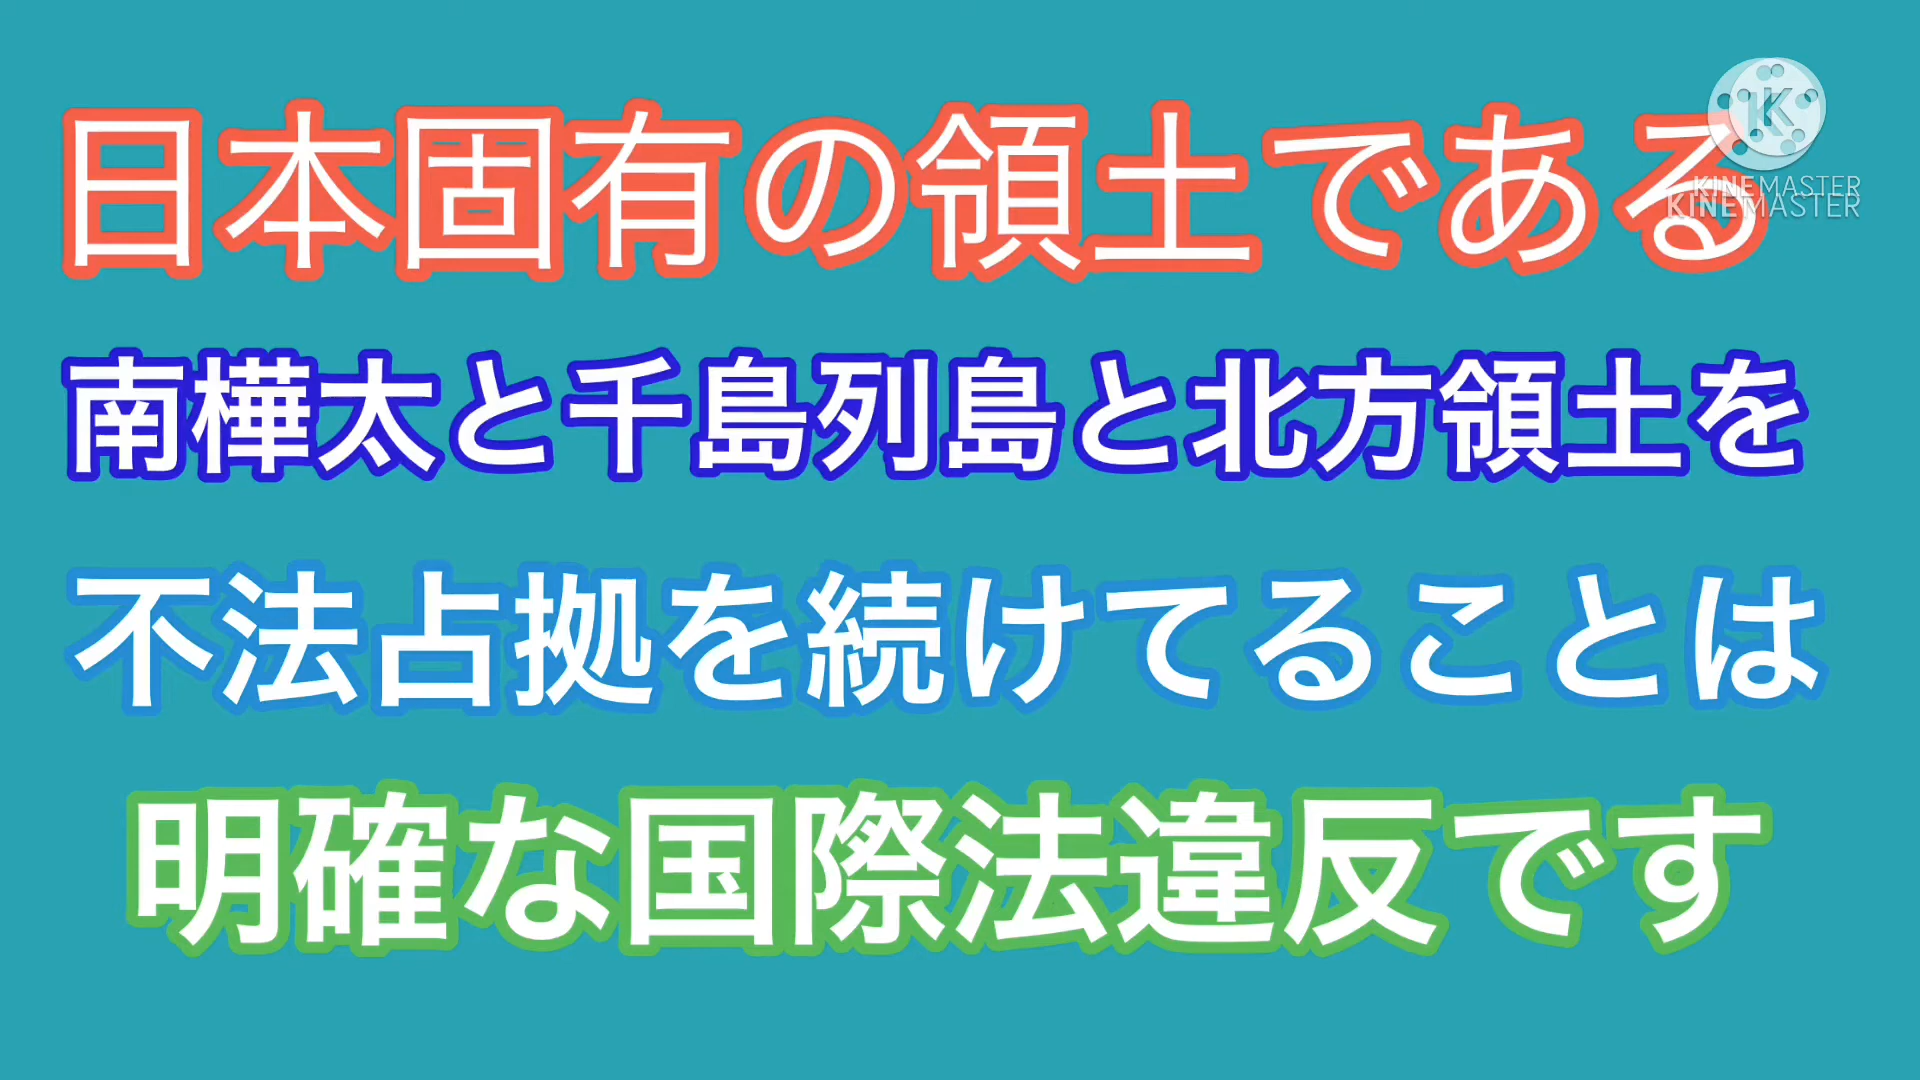 日本固有の領土である
KINEMASTER
KINEMASTER
南樺太と千島列島と北方領土を
不法占拠を続けてることは
明確な国際法違反です